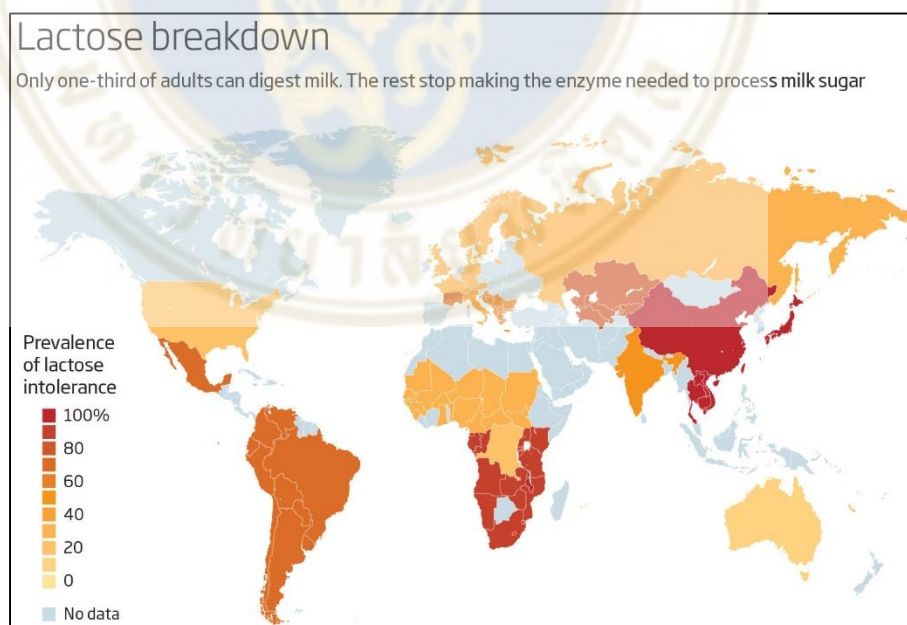 Lactose breakdown
Only one-third of adults can digest milk. The rest stop making the enzyme needed to process milk sugar
Prevalence
of lactose
intolerance
100%
80
60
40
20
0
No data